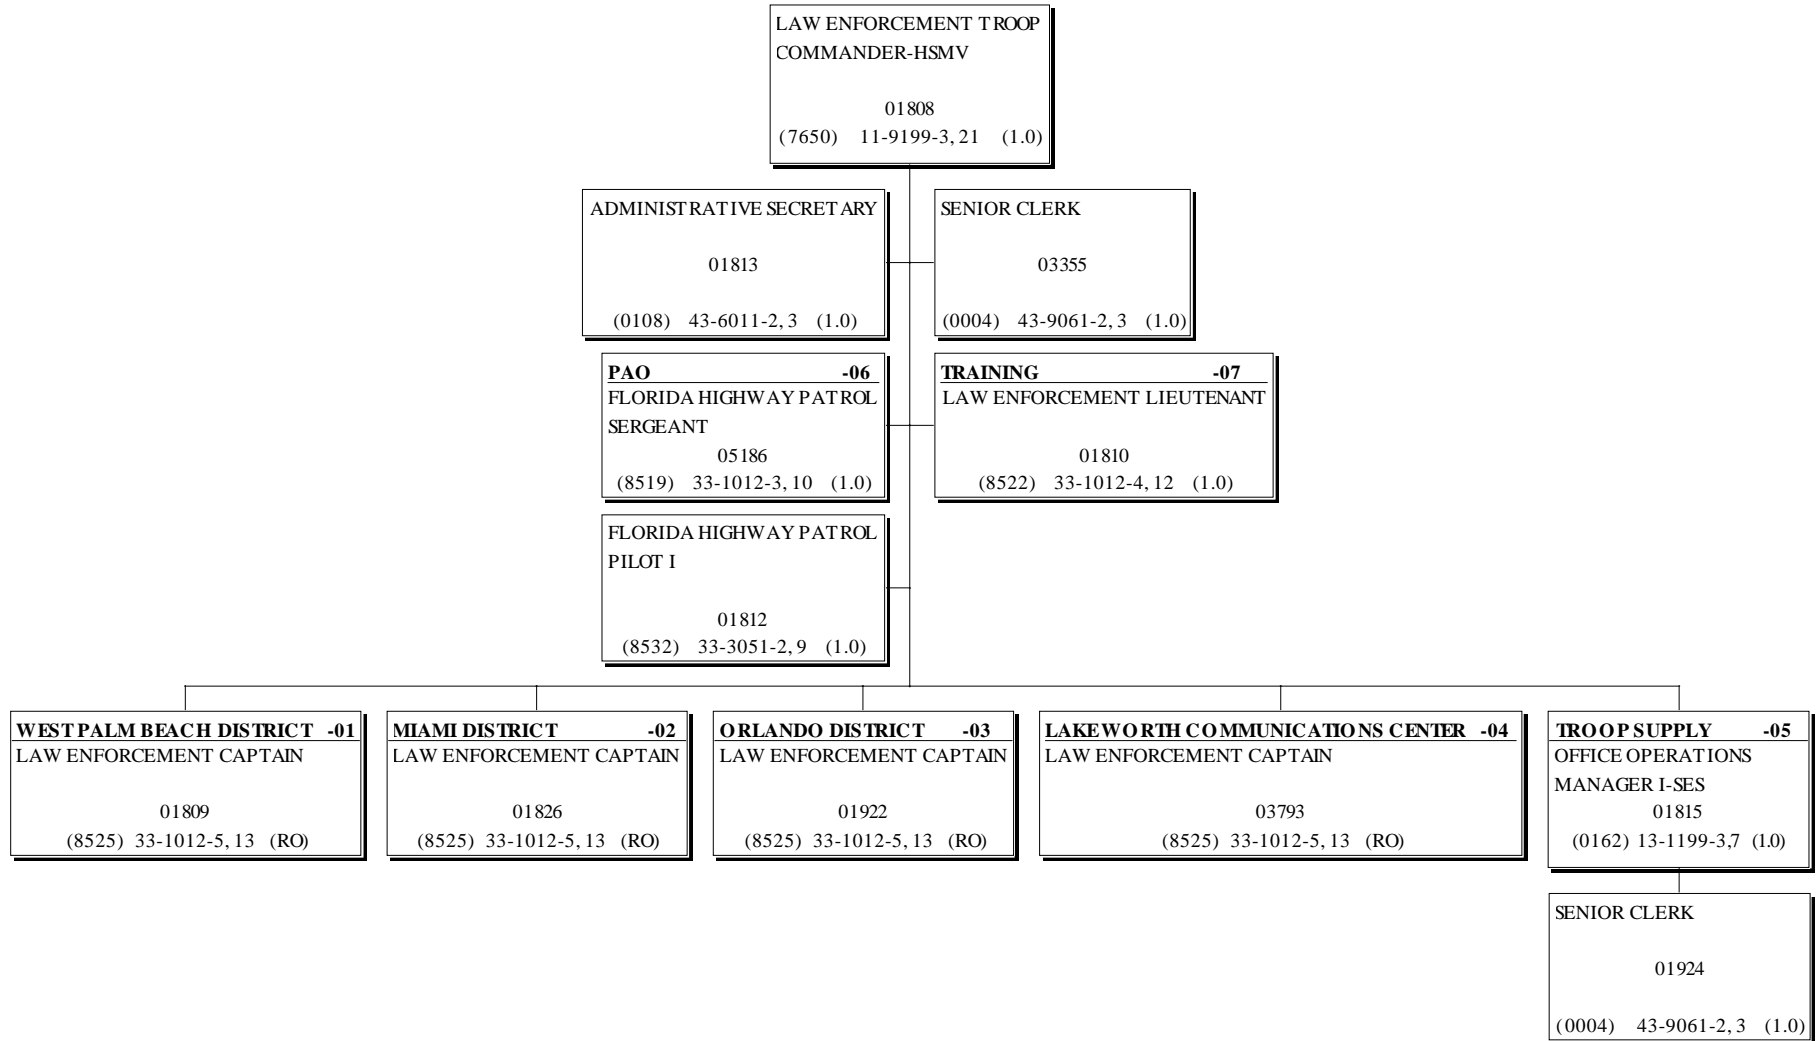 LAW ENFORCEMENT TROOP
COMMANDER-HSMV
01808
(7650) 11-9199-3, 21 (1.0)
ADMINISTRATIVE SECRETARY
01813
(0108) 43-6011-2, 3 (1.0)
SENIOR CLERK
03355
(0004) 43-9061-2, 3 (1.0)
PAO -06
FLORIDA HIGHWAY PATROL
SERGEANT
05186
(8519) 33-1012-3, 10 (1.0)
TRAINING -07
LAW ENFORCEMENT LIEUTENANT
01810
(8522) 33-1012-4, 12 (1.0)
FLORIDA HIGHWAY PATROL
PILOT I
01812
(8532) 33-3051-2, 9 (1.0)
WEST PALM BEACH DISTRICT -01
LAW ENFORCEMENT CAPTAIN
01809
(8525) 33-1012-5, 13 (RO)
MIAMI DISTRICT -02
LAW ENFORCEMENT CAPTAIN
01826
(8525) 33-1012-5, 13 (RO)
ORLANDO DISTRICT -03
LAW ENFORCEMENT CAPTAIN
01922
(8525) 33-1012-5, 13 (RO)
LAKEWORTH COMMUNICATIONS CENTER -04
LAW ENFORCEMENT CAPTAIN
03793
(8525) 33-1012-5, 13 (RO)
TROOP SUPPLY -05
OFFICE OPERATIONS
MANAGER I-SES
01815
(0162) 13-1199-3,7 (1.0)
SENIOR CLERK
01924
(0004) 43-9061-2, 3 (1.0)